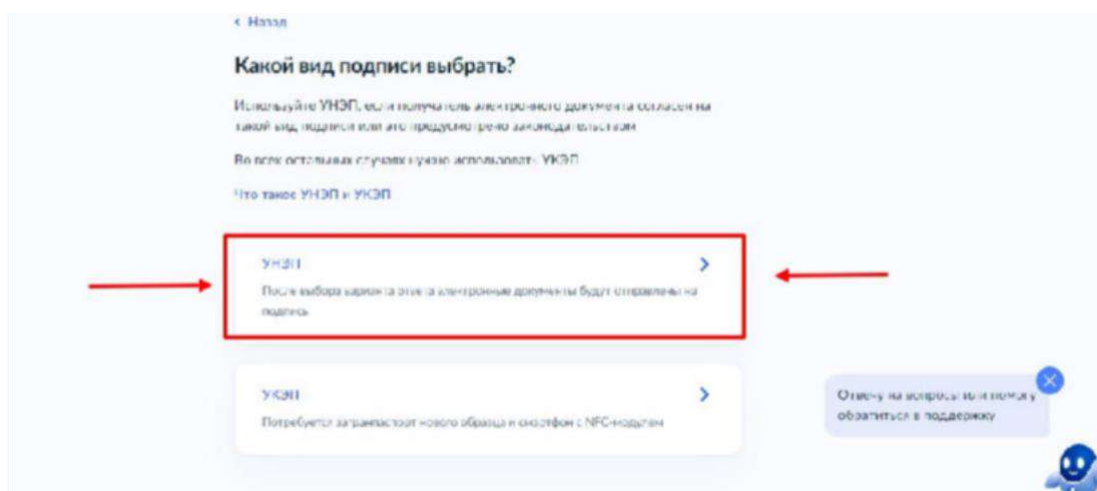 ‹ Назад
Какой вид подписи выбрать?
Используйте УНЭП, если получатель электронного документа согласен на
такой вид подписи или это предусмотрено законодательством
Во всех остальных случаях нужно использовать УКЭП
Что такое УНЭП и УКЭП
УНЭП
После выбора варианта ответа электронные документы будут отправлены на
подпись
УКЭП
Потребуется загранпаспорт нового образца и смартфон с NFC-модулем
Отвечу на вопросы или помогу
обратиться в поддержку